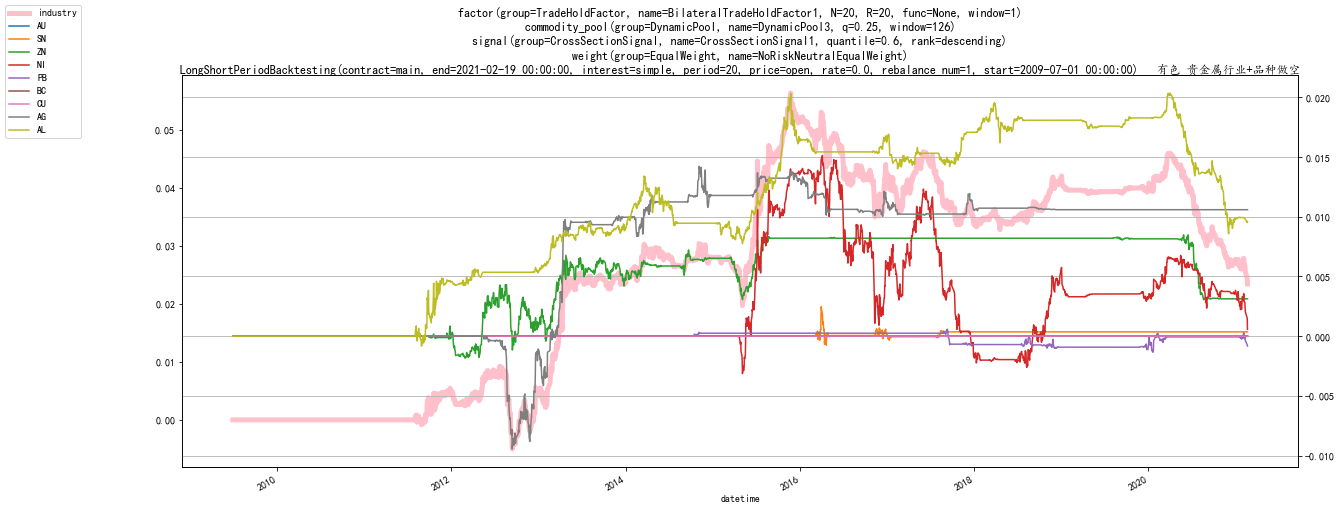 factor(group=TradeHoldFactor, name=BilateralTradeHoldFactor1, N=20, R=20, func=None, window=1)
commodity_pool(group=DynamicPool, name=DynamicPool3, q=0.25, window=126)
signal(group=CrossSectionSignal, name=CrossSectionSignal1, quantile=0.6, rank=descending)
weight(group=EqualWeight, name=NoRiskNeutralEqualWeight)
LongShortPeriodBacktesting(contract=main, end=2021-02-19 00:00:00, interest=simple, period=20, price=open, rate=0.0, rebalance_num=1, start=2009-07-01 00:00:00) 有色_贵金属行业+品种做空
industry
AU
SN
ZN
NI
PB
BC
CU
AG
AL
0.05
0.04
0.03
0.02
0.01
0.00
0.020
0.015
0.010
0.005
0.000
-0.005
-0.010
2010
2012
2014
2016
2018
2020
datetime